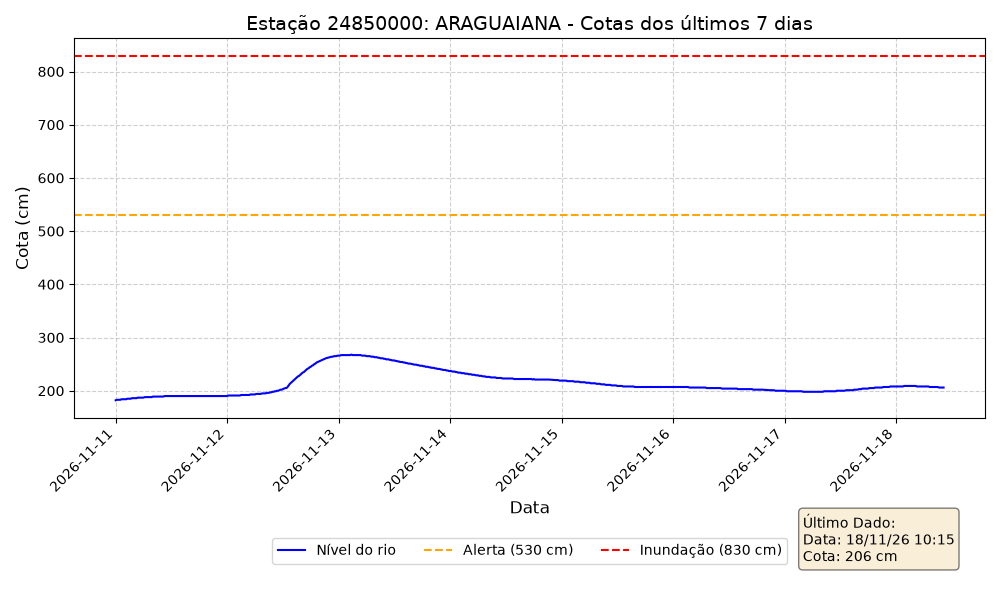 Estação 24850000: ARAGUAIANA - Cotas dos últimos 7 dias
Cota (cm)
800
700
600
500
400
300
200
2026-11-11
2026-11-12
2026-11-13
2026-11-14
2026-11-15
2026-11-16
2026-11-17
2026-11-18
Data
Nível do rio
Alerta (530 cm)
Inundação (830 cm)
Último Dado:
Data: 18/11/26 10:15
Cota: 206 cm